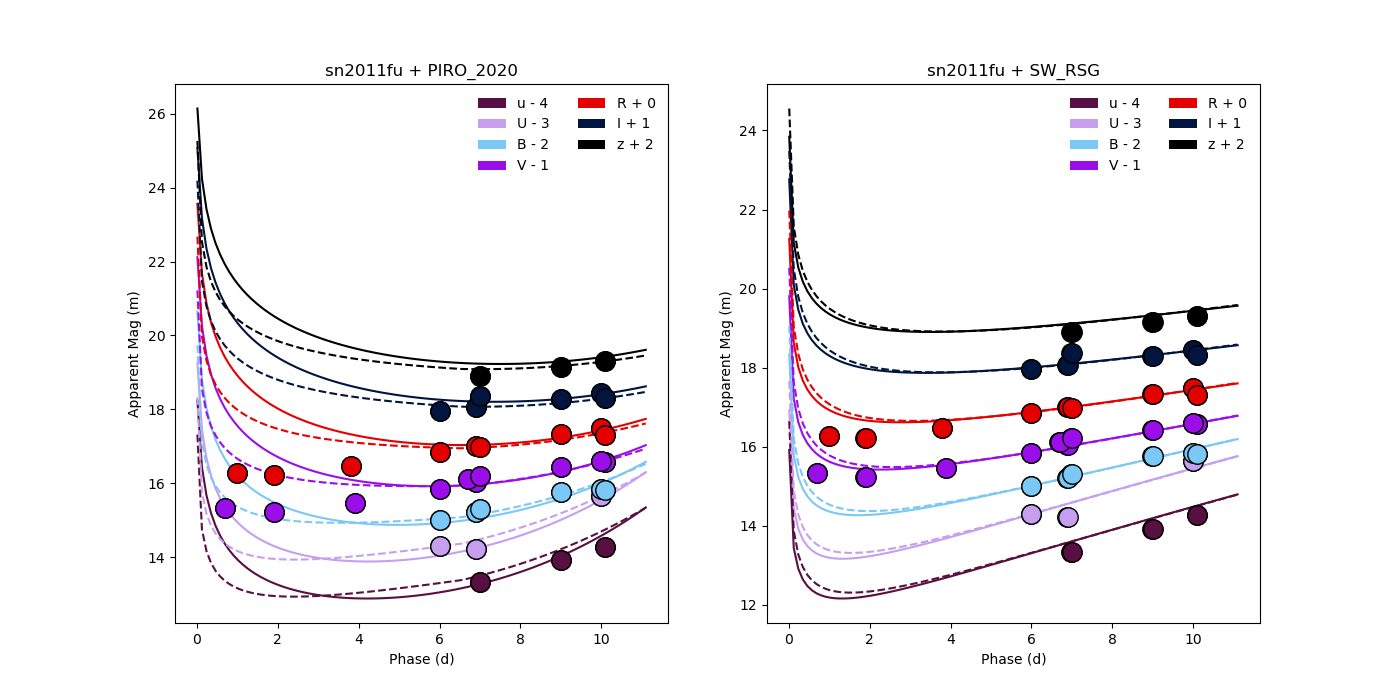 sn2011fu + PIRO_2020
Apparent Mag (m)
26
24
22
20
18
16
14
0 2 4 6 8 10
Phase (d)
u - 4
U - 3
B - 2
V - 1
R + 0
I + 1
z + 2
sn2011fu + SW_RSG
Apparent Mag (m)
24
22
20
18
16
14
12
0 2 4 6 8 10
Phase (d)
u - 4
U - 3
B - 2
V - 1
R + 0
I + 1
z + 2